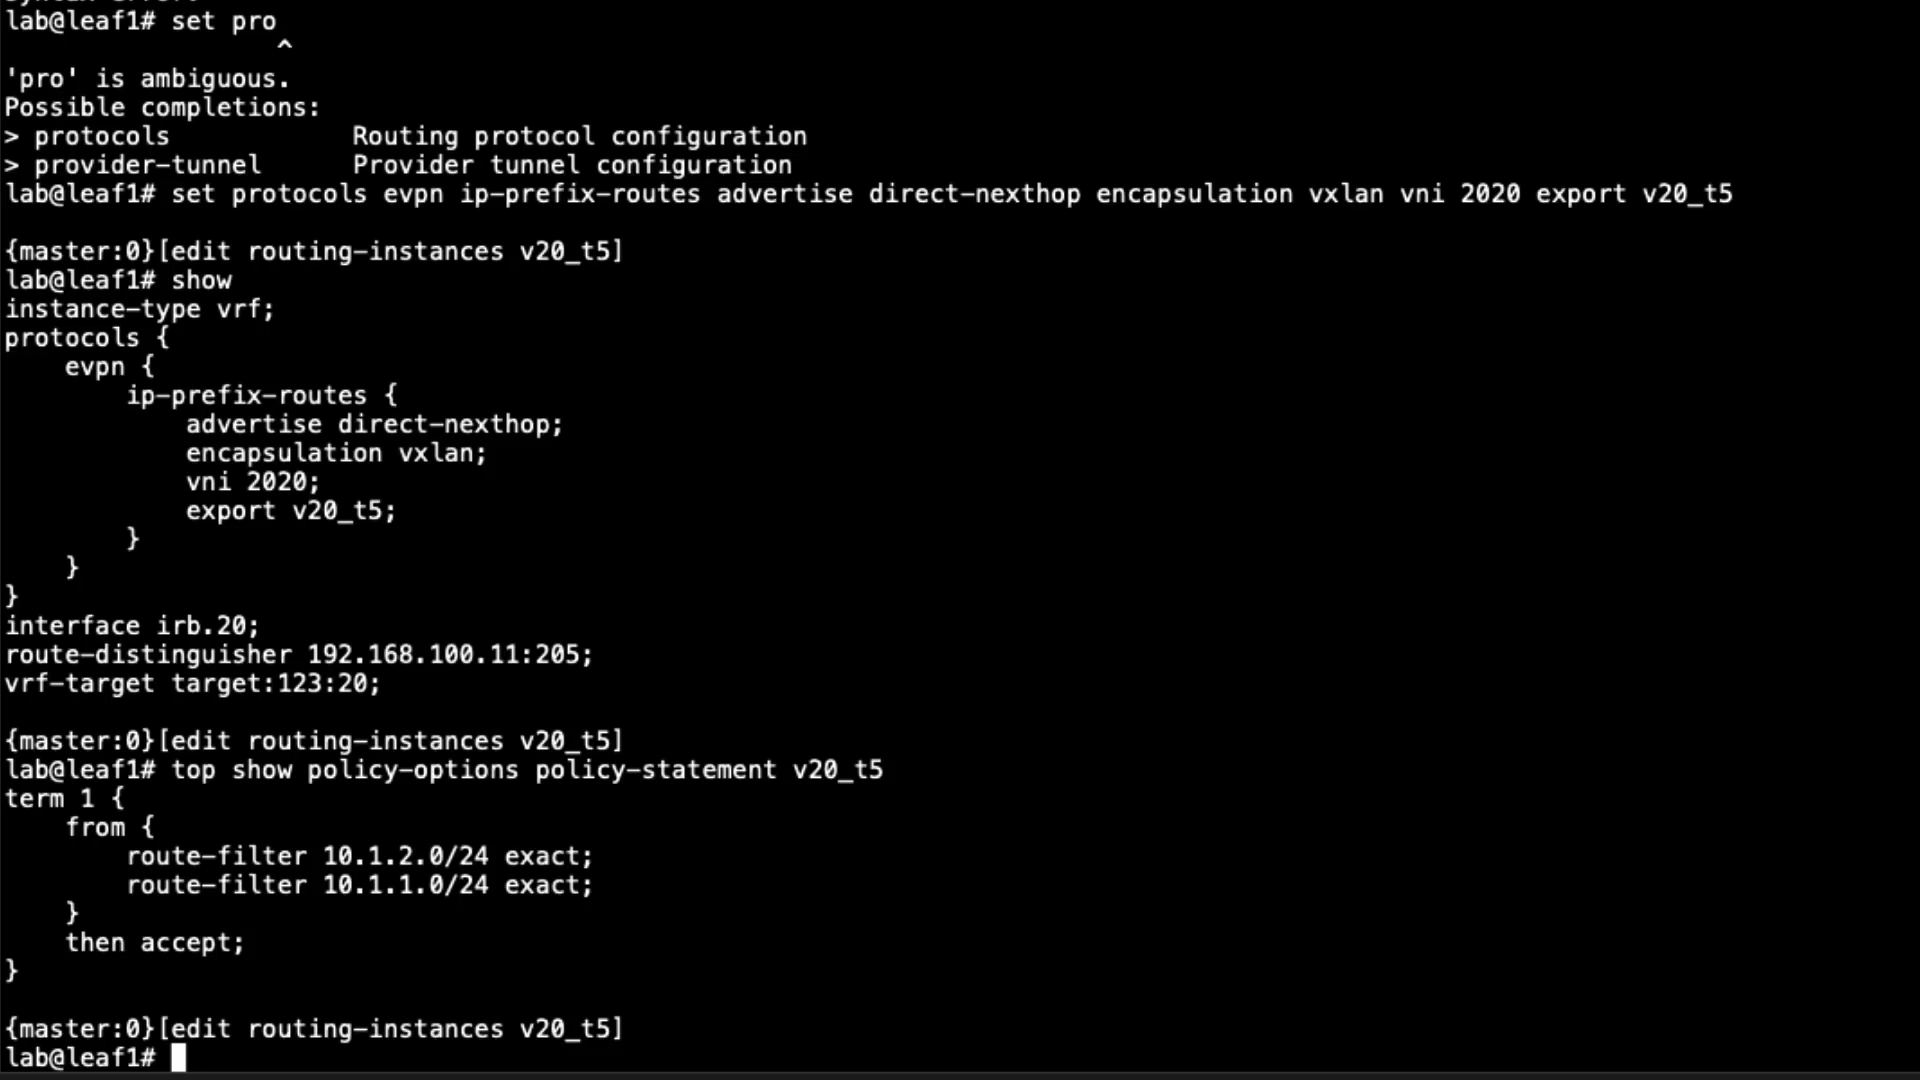 lab@leaf1# set pro
^
'pro' is ambiguous.
Possible completions:
> protocols            Routing protocol configuration
> provider-tunnel      Provider tunnel configuration
lab@leaf1# set protocols evpn ip-prefix-routes advertise direct-nexthop encapsulation vxlan vni 2020 export v20_t5
{master:0}[edit routing-instances v20_t5]
lab@leaf1# show
instance-type vrf;
protocols {
    evpn {
        ip-prefix-routes {
            advertise direct-nexthop;
            encapsulation vxlan;
            vni 2020;
            export v20_t5;
        }
    }
}
interface irb.20;
route-distinguisher 192.168.100.11:205;
vrf-target target:123:20;
{master:0}[edit routing-instances v20_t5]
lab@leaf1# top show policy-options policy-statement v20_t5
term 1 {
    from {
        route-filter 10.1.2.0/24 exact;
        route-filter 10.1.1.0/24 exact;
    }
    then accept;
}
{master:0}[edit routing-instances v20_t5]
lab@leaf1#